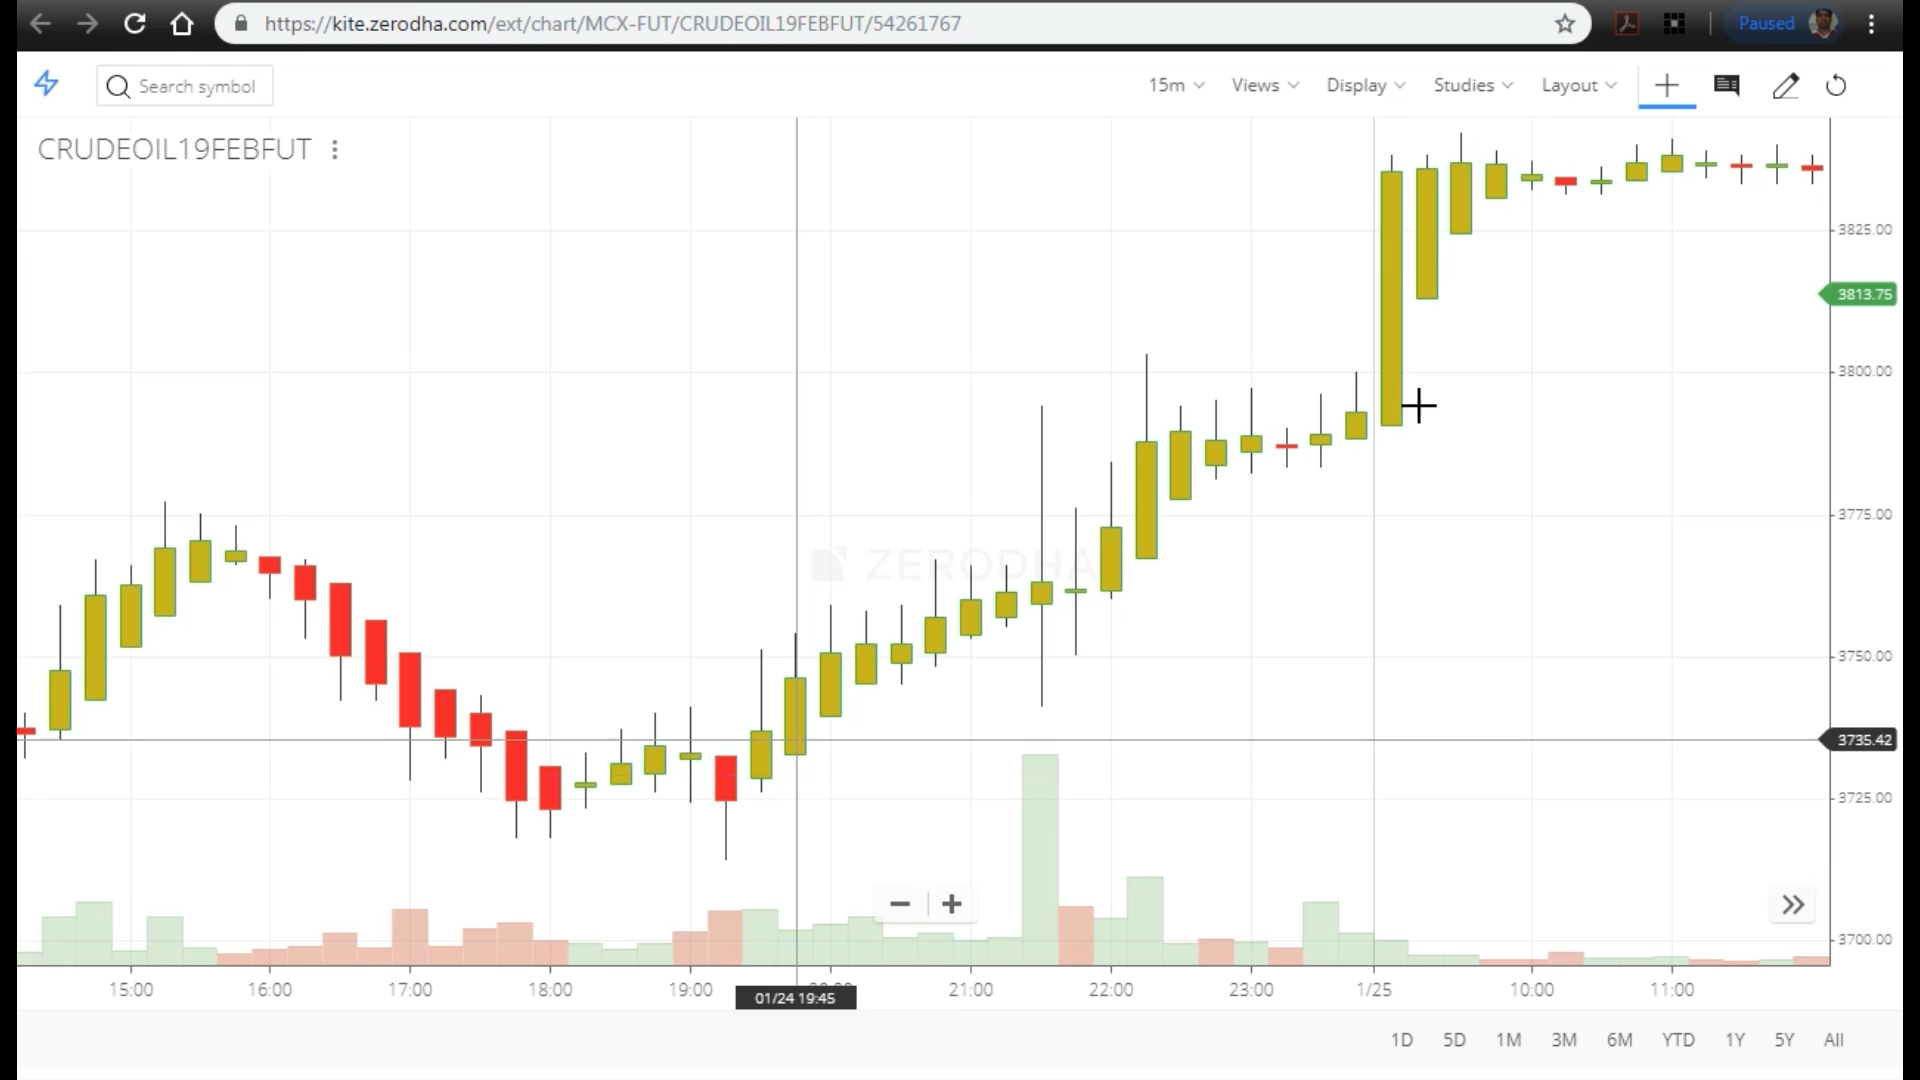 https://kite.zerodha.com/ext/chart/MCX-FUT/CRUDEOIL19FEBFUT/54261767
Paused
Search symbol
15m Views Display Studies Layout
CRUDEOIL19FEBFUT
3825.00
3813.75
3800.00
3775.00
ZERODHA
3750.00
3735.42
3725.00
3700.00
15:00 16:00 17:00 18:00 19:00 21:00 22:00 23:00 1/25 10:00 11:00
01/24 19:45
1D 5D 1M 3M 6M YTD 1Y 5Y All